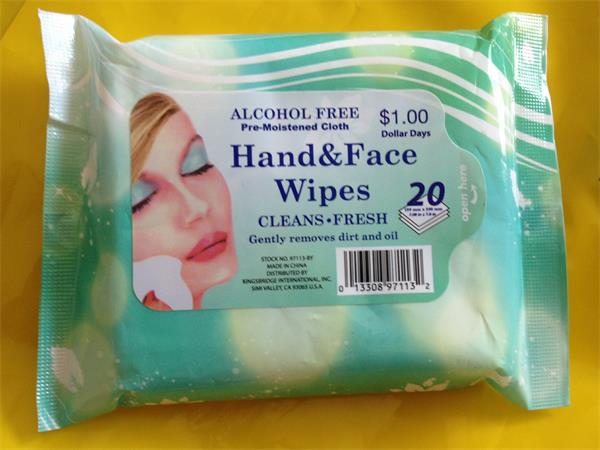 ALCOHOL FREE
Pre-Moistened Cloth
$1.00
Dollar Days
Hand&Face
Wipes
20
CLEANS•FRESH
Gently removes dirt and oil
open here
STOCK NO. 97113-BY
MADE IN CHINA
DISTRIBUTED BY
KINGSBRIDGE INTERNATIONAL, INC.
SIMI VALLEY, CA 93065 U.S.A.
0 13308 97113 2